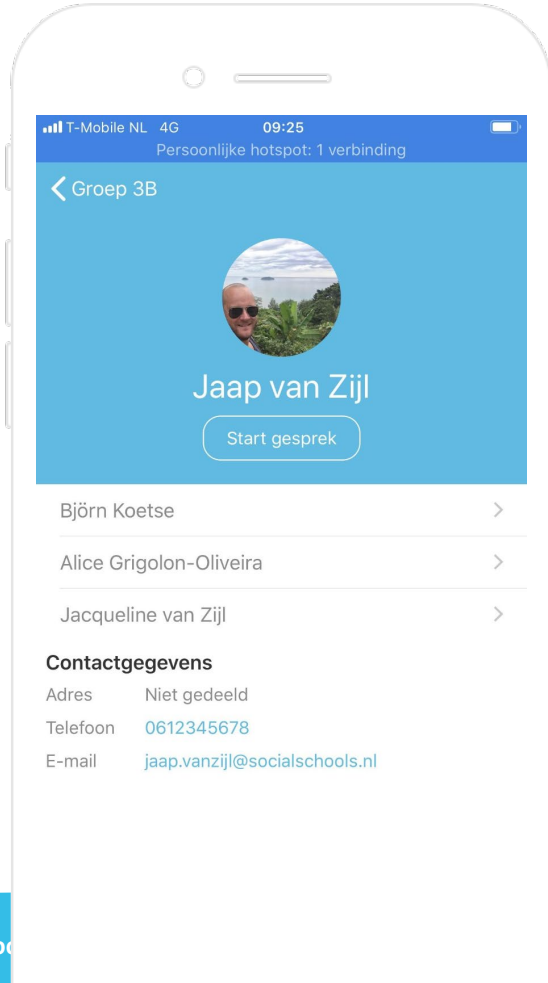 T-Mobile NL 4G 09:25
Persoonlijke hotspot: 1 verbinding
Groep 3B
Jaap van Zijl
Start gesprek
Björn Koetse
Alice Grigolon-Oliveira
Jacqueline van Zijl
Contactgegevens
Adres Niet gedeeld
Telefoon 0612345678
E-mail jaap.vanzijl@socialschools.nl